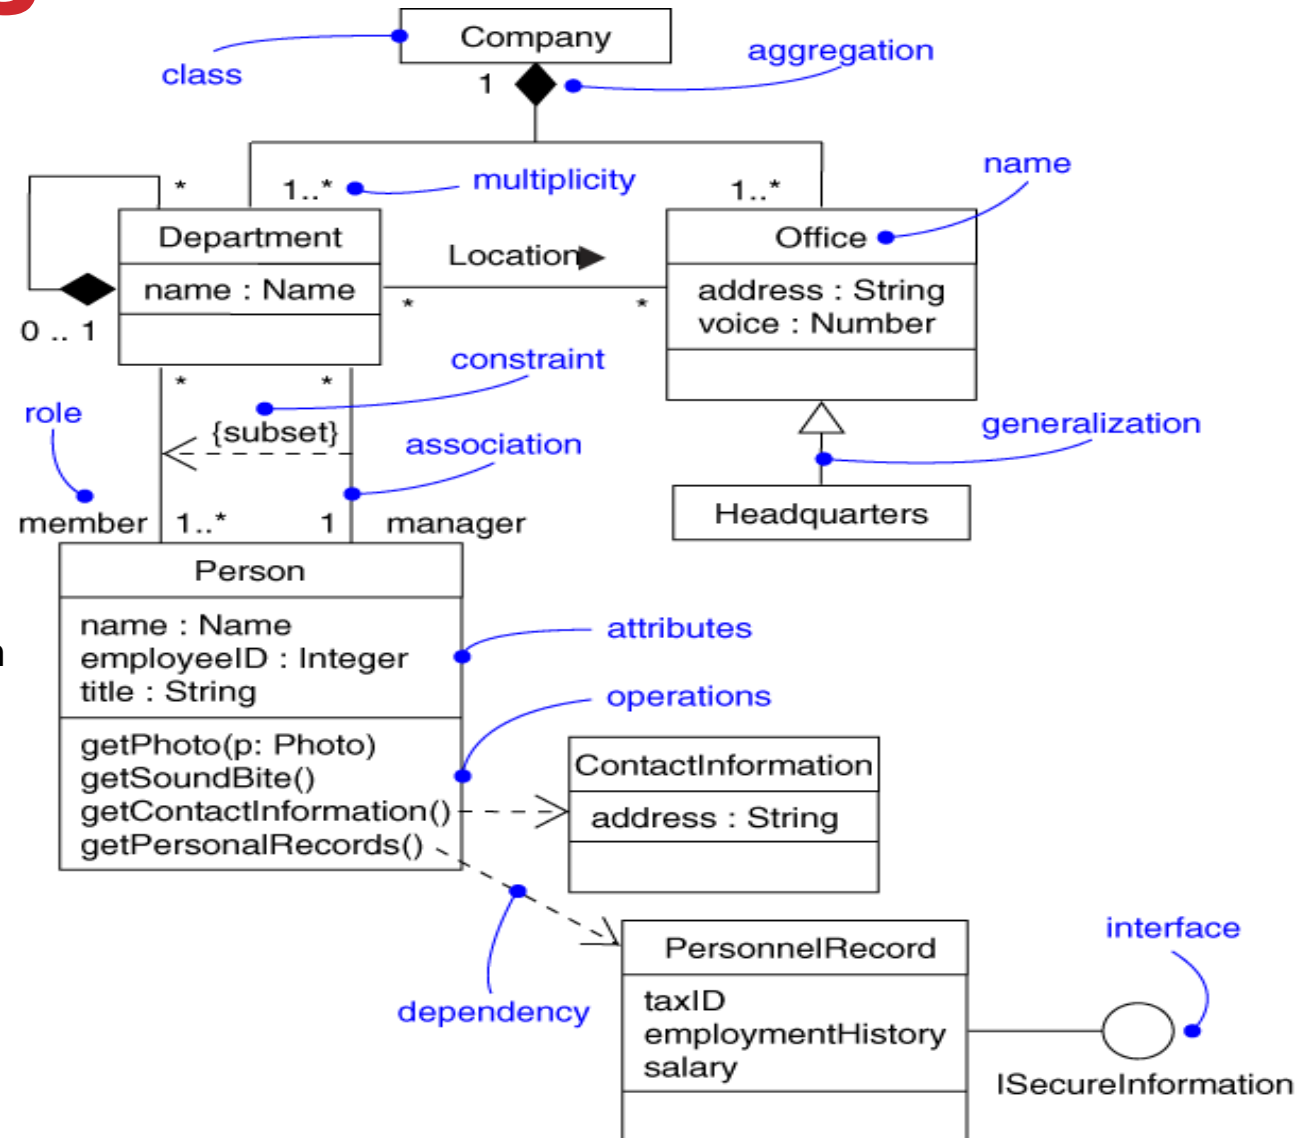 Company
class
aggregation
1
name
multiplicity
*
1..*
1..*
Department
Office
Location
name : Name
address : String
voice : Number
*
*
0 .. 1
constraint
*
*
role
{subset}
association
generalization
member
1..*
1
manager
Headquarters
Person
name : Name
employeeID : Integer
title : String
attributes
operations
getPhoto(p: Photo)
getSoundBite()
getContactInformation()
getPersonalRecords()
ContactInformation
address : String
dependency
PersonnelRecord
taxID
employmentHistory
salary
interface
ISecureInformation